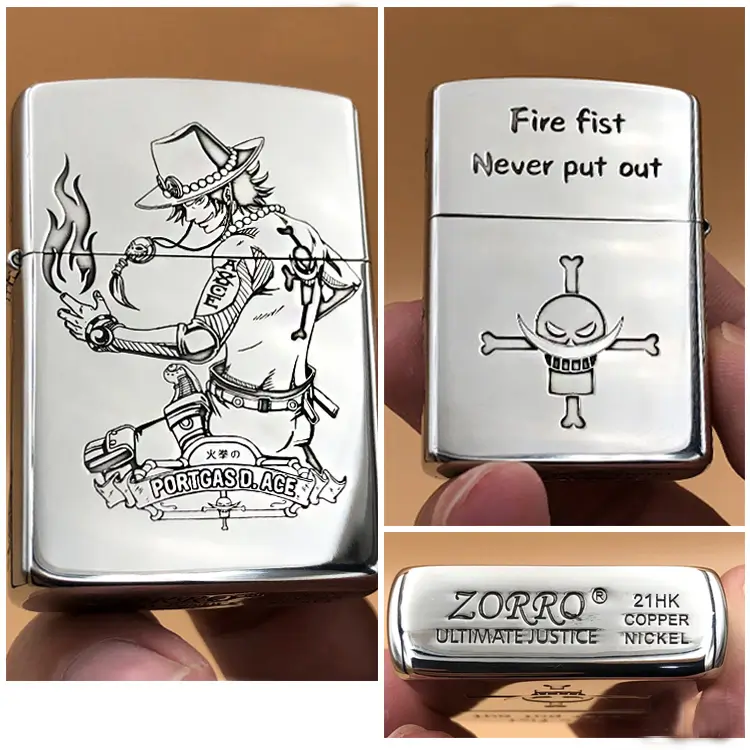 火拳の
PORTGAS D. ACE
ASCE
Fire fist
Never put out
ZORRO®
ULTIMATE JUSTICE
21HK
COPPER
NICKEL